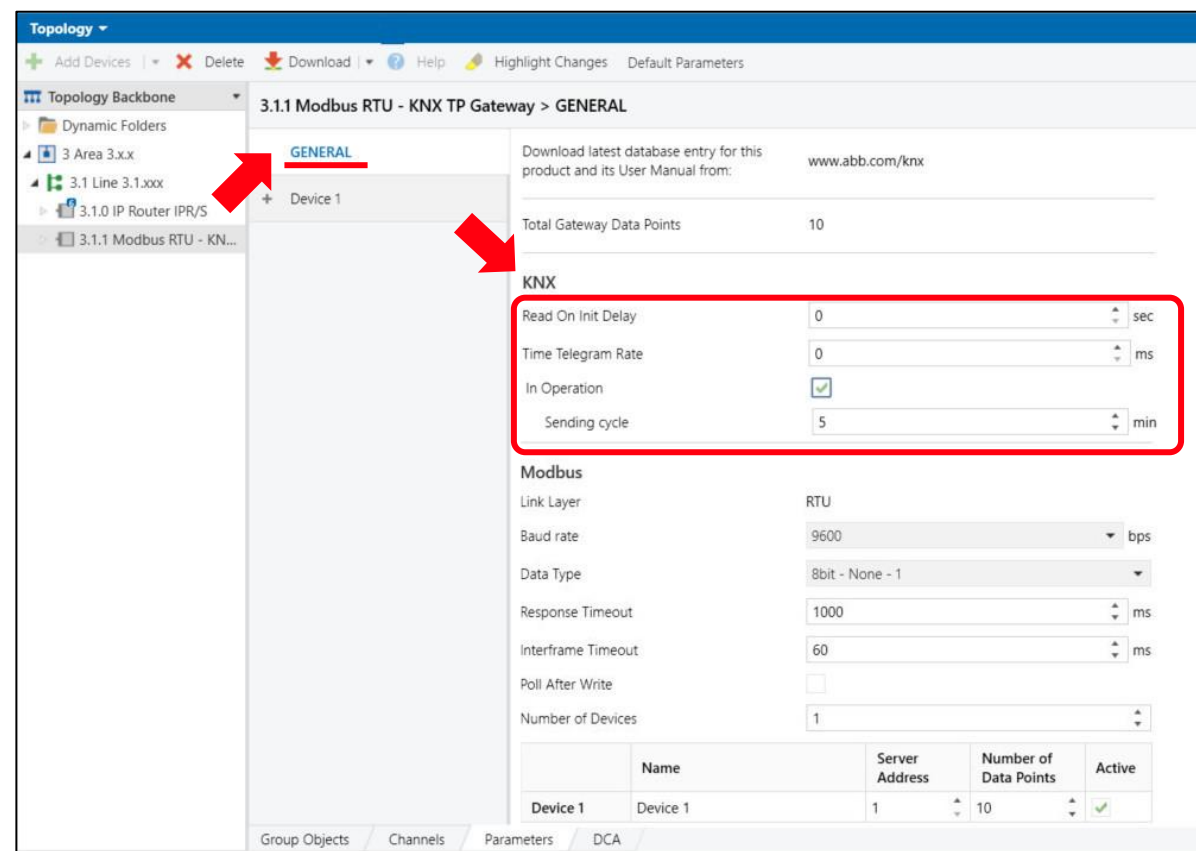 Topology
Add Devices
Delete
Download
Help
Highlight Changes
Default Parameters
Topology Backbone
Dynamic Folders
3 Area 3.x.x
3.1 Line 3.1.xxx
3.1.0 IP Router IPR/S
3.1.1 Modbus RTU - KN...
3.1.1 Modbus RTU - KNX TP Gateway > GENERAL
GENERAL
+ Device 1
Download latest database entry for this
product and its User Manual from:
www.abb.com/knx
Total Gateway Data Points 10
KNX
Read On Init Delay 0 sec
Time Telegram Rate 0 ms
In Operation
Sending cycle 5 min
Modbus
Link Layer RTU
Baud rate 9600 bps
Data Type 8bit - None - 1
Response Timeout 1000 ms
Interframe Timeout 60 ms
Poll After Write
Number of Devices 1
Name Server Address Number of Data Points Active
Device 1 Device 1 1 10
Group Objects Channels Parameters DCA